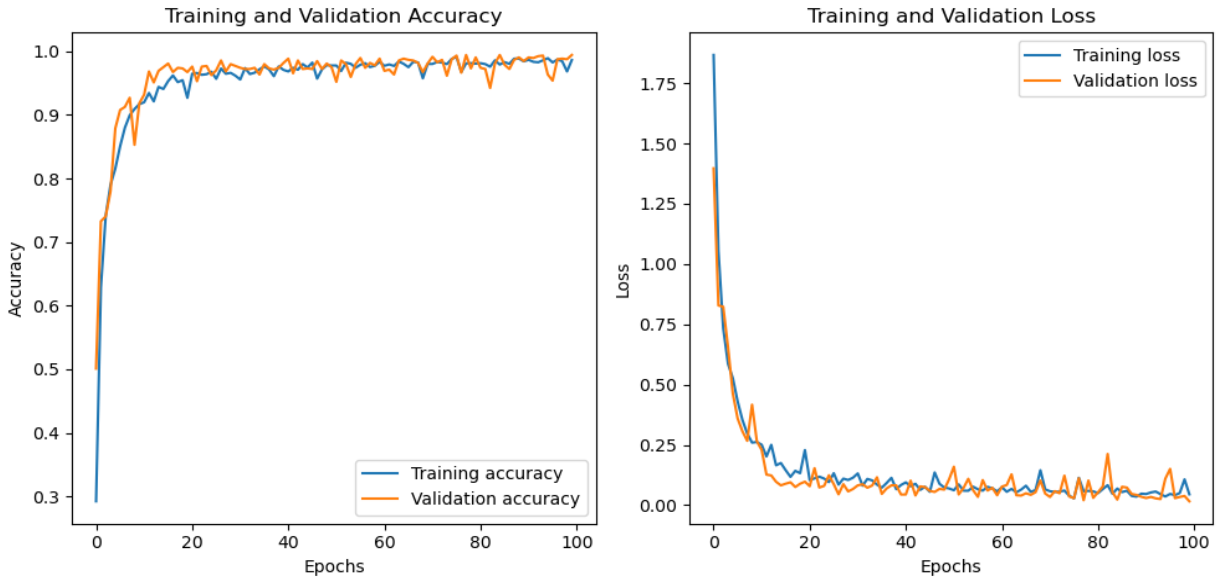 Training and Validation Accuracy
Accuracy
1.0
0.9
0.8
0.7
0.6
0.5
0.4
0.3
Training accuracy
Validation accuracy
0 20 40 60 80 100
Epochs
Training and Validation Loss
Loss
1.75
1.50
1.25
1.00
0.75
0.50
0.25
0.00
Training loss
Validation loss
0 20 40 60 80 100
Epochs